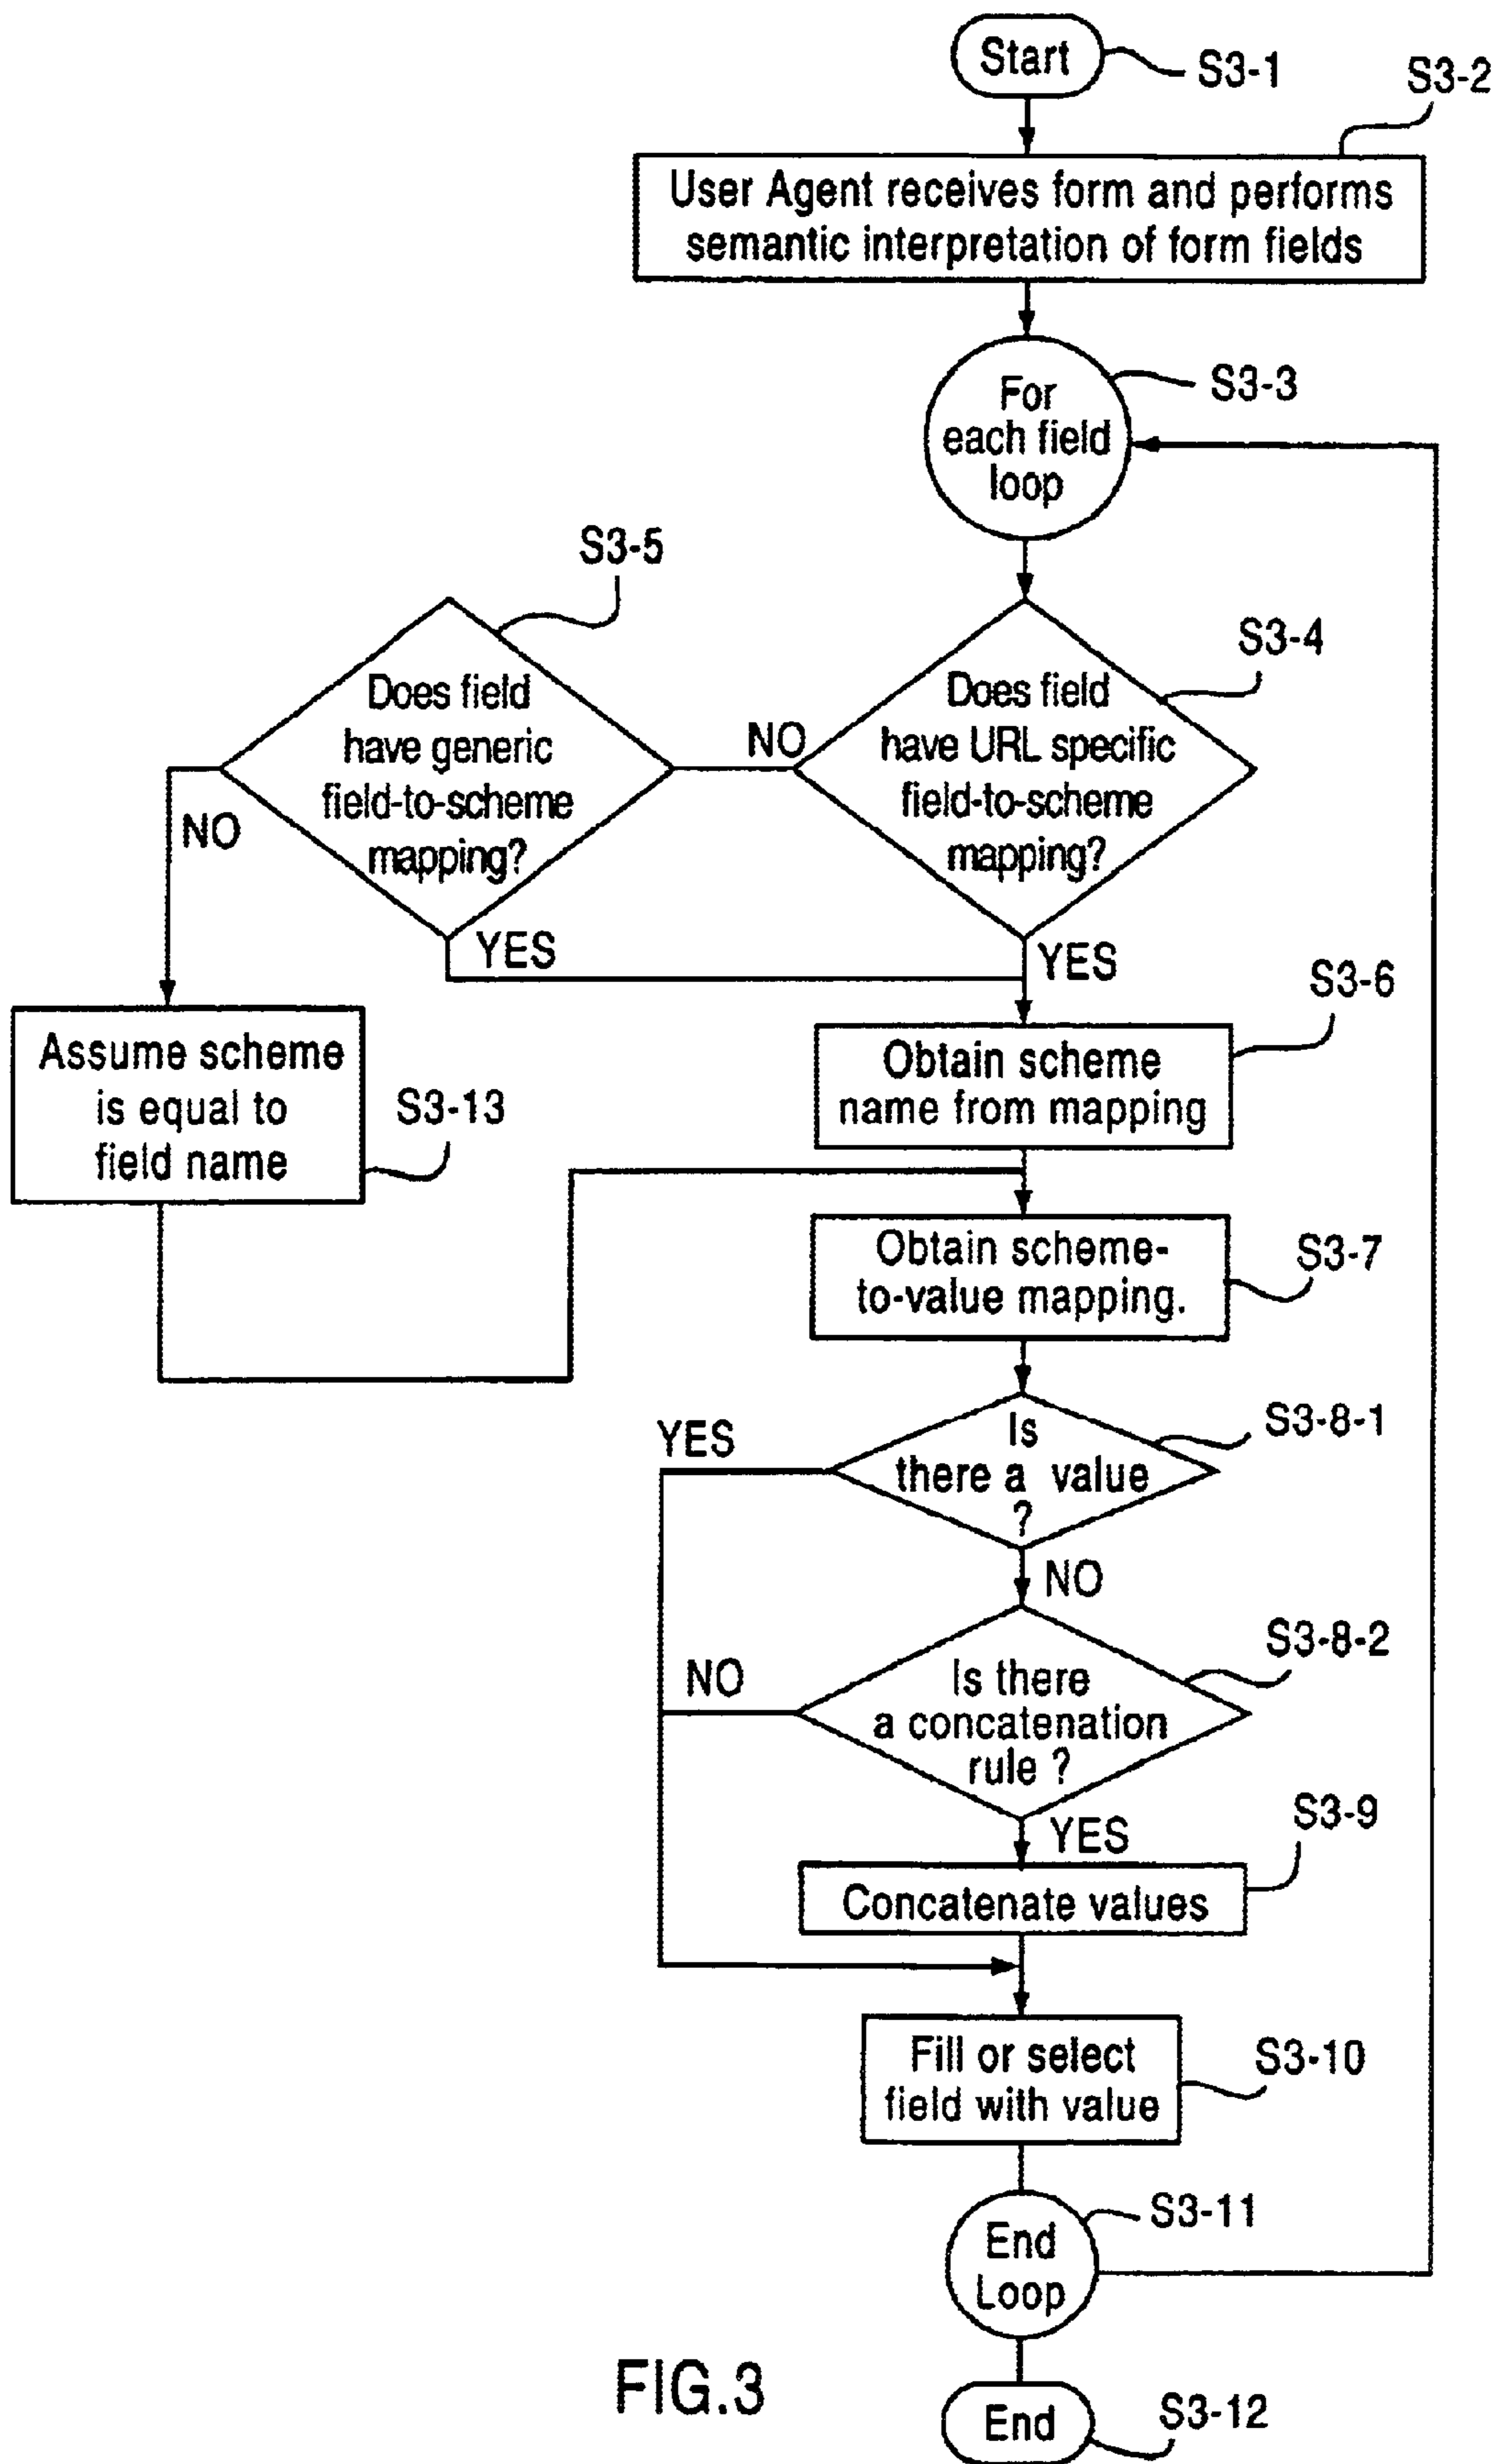 Start
S3-1
S3-2
User Agent receives form and performs
semantic interpretation of form fields
S3-3
For
each field
loop
S3-5
S3-4
Does field
have generic
field-to-scheme
mapping?
NO
Does field
have URL specific
field-to-scheme
mapping?
NO
YES
YES
S3-6
Assume scheme
is equal to
field name
S3-13
Obtain scheme
name from mapping
Obtain scheme-
to-value mapping.
S3-7
YES
Is
there a value
?
S3-8-1
NO
S3-8-2
NO
Is there
a concatenation
rule ?
YES
S3-9
Concatenate values
Fill or select
field with value
S3-10
S3-11
End
Loop
FIG.3
End
S3-12